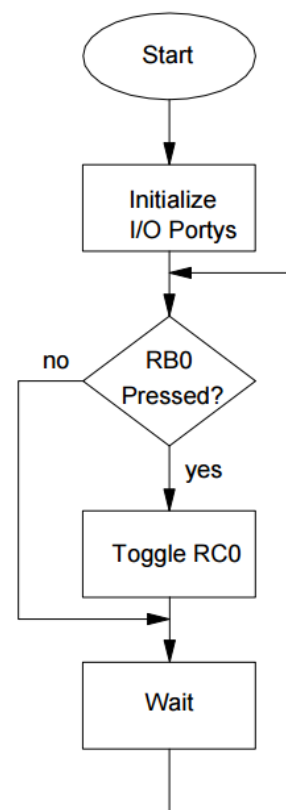 Start
Initialize
I/O Portys
no
RB0
Pressed?
yes
Toggle RC0
Wait